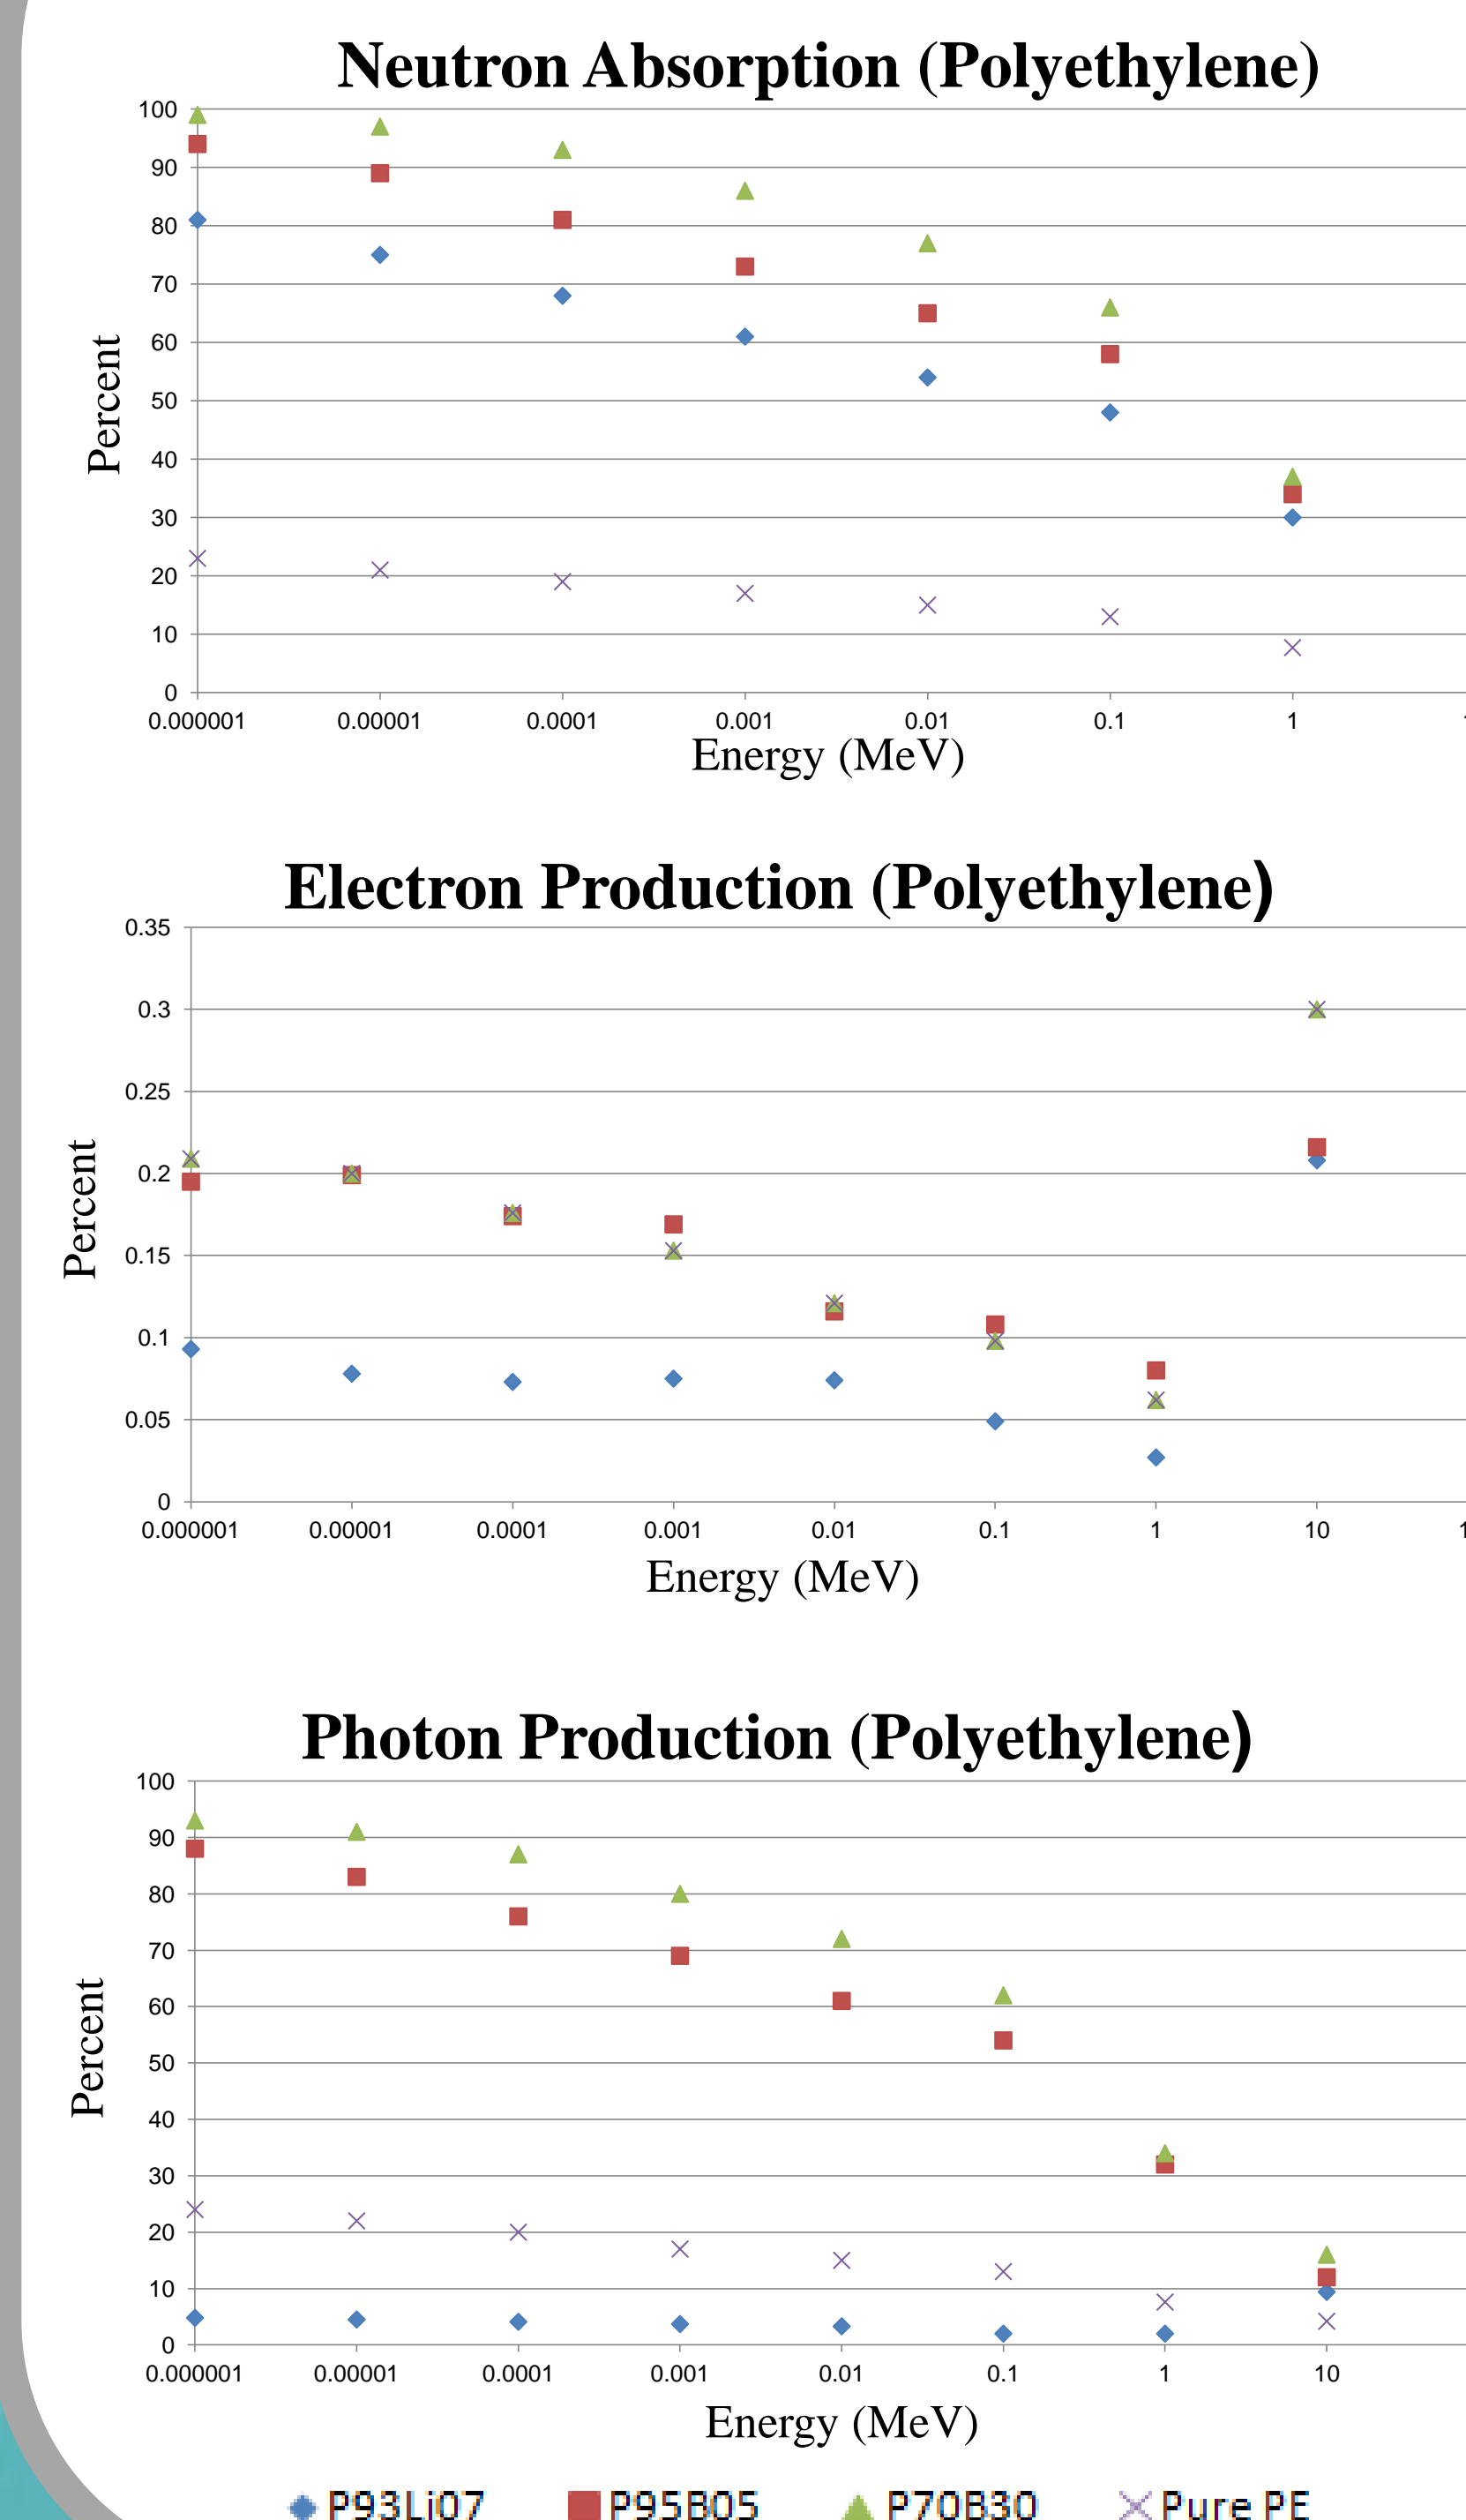 Neutron Absorption (Polyethylene)
100
90
80
70
60
50
40
30
20
10
0
Percent
0.000001 0.00001 0.0001 0.001 0.01 0.1 1
Energy (MeV)
Electron Production (Polyethylene)
0.35
0.3
0.25
0.2
0.15
0.1
0.05
0
Percent
0.000001 0.00001 0.0001 0.001 0.01 0.1 1 10
Energy (MeV)
Photon Production (Polyethylene)
100
90
80
70
60
50
40
30
20
10
0
Percent
0.000001 0.00001 0.0001 0.001 0.01 0.1 1 10
Energy (MeV)
P93Li07 P95B05 P70B30 Pure PE